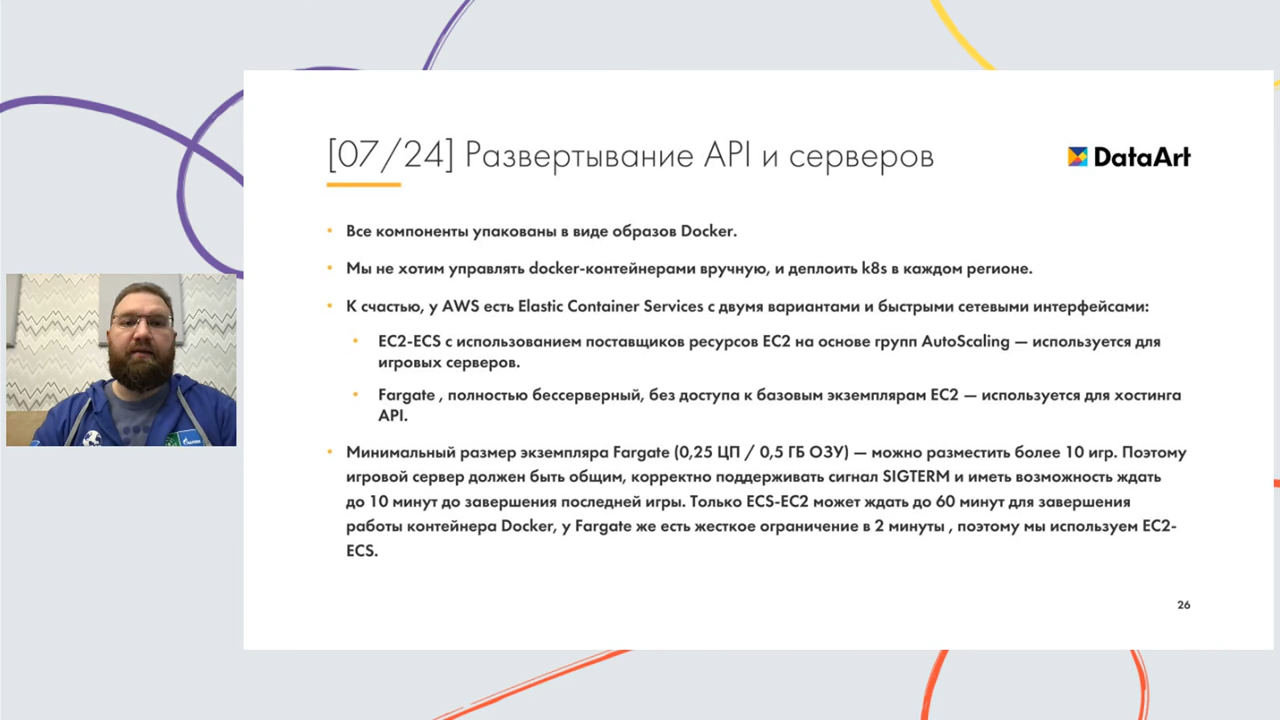 [07/24] Развертывание API и серверов
DataArt
• Все компоненты упакованы в виде образов Docker.
• Мы не хотим управлять docker-контейнерами вручную, и деплоить k8s в каждом регионе.
• К счастью, у AWS есть Elastic Container Services с двумя вариантами и быстрыми сетевыми интерфейсами:
• EC2-ECS с использованием поставщиков ресурсов EC2 на основе групп AutoScaling — используется для
игровых серверов.
• Fargate , полностью бессерверный, без доступа к базовым экземплярам EC2 — используется для хостинга
API.
• Минимальный размер экземпляра Fargate (0,25 ЦП / 0,5 ГБ ОЗУ) — можно разместить более 10 игр. Поэтому
игровой сервер должен быть общим, корректно поддерживать сигнал SIGTERM и иметь возможность ждать
до 10 минут до завершения последней игры. Только ECS-EC2 может ждать до 60 минут для завершения
работы контейнера Docker, у Fargate же есть жесткое ограничение в 2 минуты , поэтому мы используем EC2-
ECS.
26